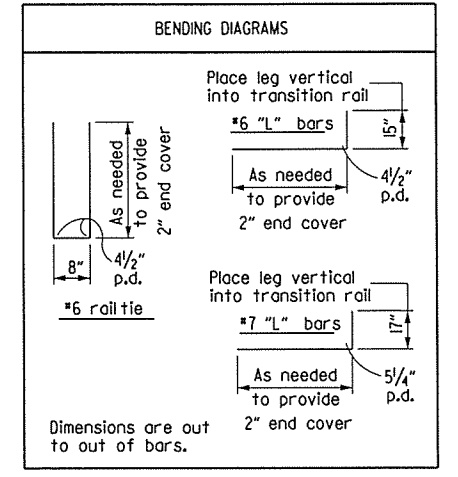 BENDING DIAGRAMS
As needed
to provide
2" end cover
4½"
p.d.
8"
#6 rail tie
Place leg vertical
into transition rail
#6 "L" bars
15"
As needed
to provide
2" end cover
4½"
p.d.
Place leg vertical
into transition rail
#7 "L" bars
17"
As needed
to provide
2" end cover
5¼"
p.d.
Dimensions are out
to out of bars.